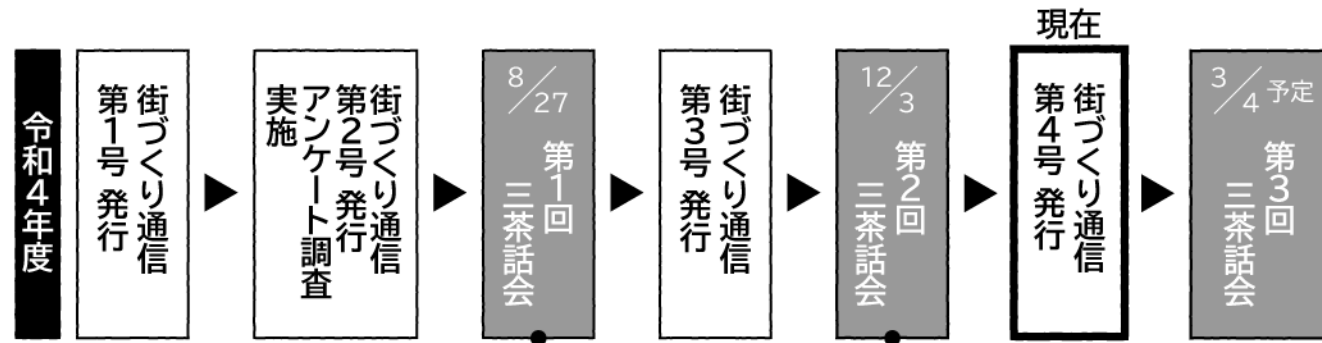 令和4年度
街づくり通信
第1号 発行
街づくり通信
第2号 発行
アンケート調査
実施
8/27
第1回
三茶話会
街づくり通信
第3号 発行
12/3
第2回
三茶話会
現在
街づくり通信
第4号 発行
3/4 予定
第3回
三茶話会